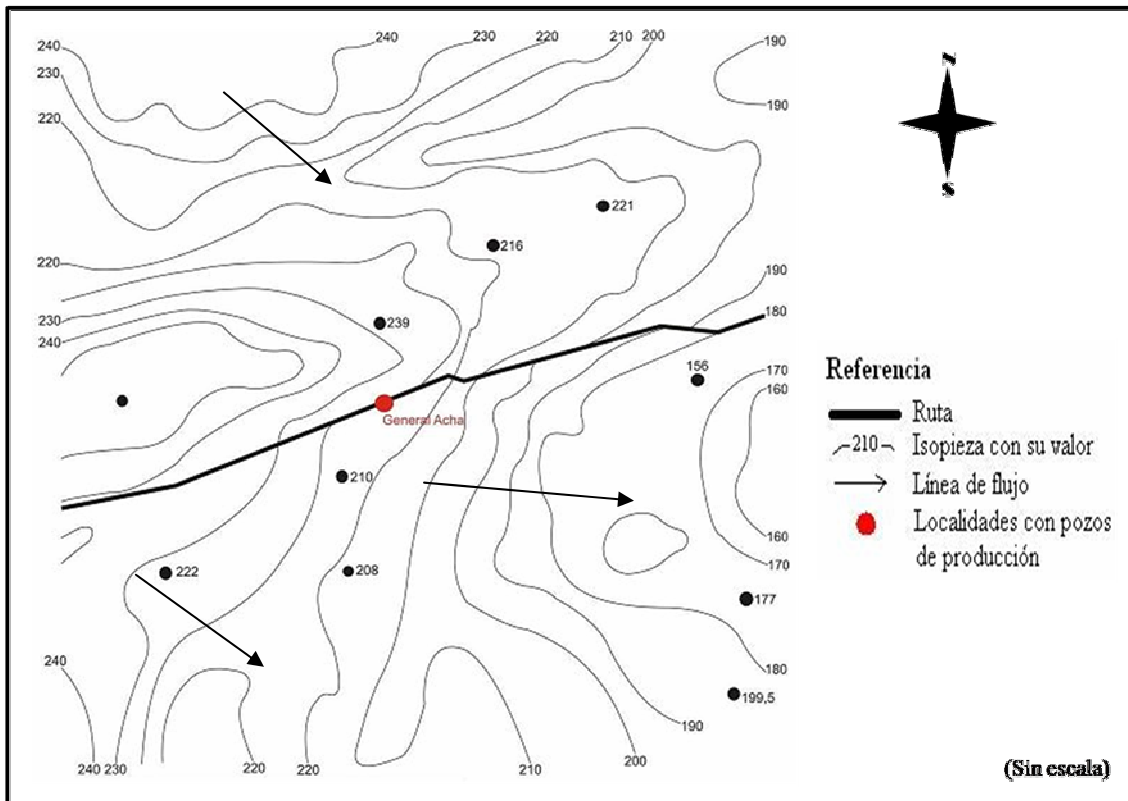 240
240
230
220
210
200
190
N
230
220
190
S
221
216
220
190
239
180
230
240
156
170
160
Referencia
Ruta
General Acha
210 Isopieza con su valor
210
Línea de flujo
Localidades con pozos
de producción
160
170
208
222
177
240
180
199,5
190
240 230 220 220 210 200
(Sin escala)